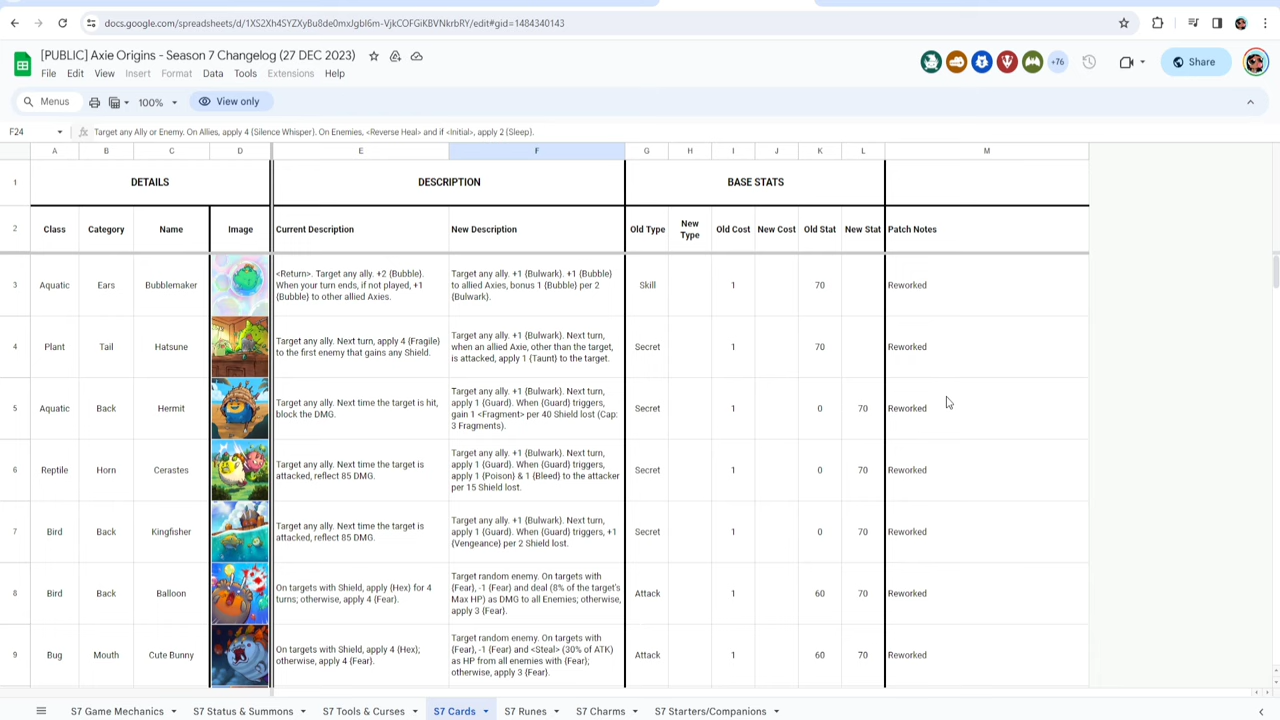 docs.google.com/spreadsheets/d/1XS2Xh4SYZXyBu8de0mxJgbl6m-VjkCOFGiKBVNkrbRY/edit#gid=1484340143
[PUBLIC] Axie Origins - Season 7 Changelog (27 DEC 2023)
File Edit View Insert Format Data Tools Extensions Help
+76
Share
Menus
100%
View only
F24
Target any Ally or Enemy. On Allies, apply 4 {Silence Whisper}. On Enemies, <Reverse Heal> and if <Initial>, apply 2 {Sleep}.
A B C D E F G H I J K L M
1 DETAILS DESCRIPTION BASE STATS
2 Class Category Name Image Current Description New Description Old Type New Type Old Cost New Cost Old Stat New Stat Patch Notes
3 Aquatic Ears Bubblemaker
<Return>. Target any ally. +2 {Bubble}.
When your turn ends, if not played, +1
{Bubble} to other allied Axies.
Target any ally. +1 {Bulwark}. +1 {Bubble}
to allied Axies, bonus 1 {Bubble} per 2
{Bulwark}.
Skill 1 70 Reworked
4 Plant Tail Hatsune
Target any ally. Next turn, apply 4 {Fragile}
to the first enemy that gains any Shield.
Target any ally. +1 {Bulwark}. Next turn,
when an allied Axie, other than the target,
is attacked, apply 1 {Taunt} to the target.
Secret 1 70 Reworked
5 Aquatic Back Hermit
Target any ally. Next time the target is hit,
block the DMG.
Target any ally. +1 {Bulwark}. Next turn,
apply 1 {Guard}. When {Guard} triggers,
gain 1 <Fragment> per 40 Shield lost (Cap:
3 Fragments).
Secret 1 0 70 Reworked
6 Reptile Horn Cerastes
Target any ally. Next time the target is
attacked, reflect 85 DMG.
Target any ally. +1 {Bulwark}. Next turn,
apply 1 {Guard}. When {Guard} triggers,
apply 1 {Poison} & 1 {Bleed} to the attacker
per 15 Shield lost.
Secret 1 0 70 Reworked
7 Bird Back Kingfisher
Target any ally. Next time the target is
attacked, reflect 85 DMG.
Target any ally. +1 {Bulwark}. Next turn,
apply 1 {Guard}. When {Guard} triggers, +1
{Vengeance} per 2 Shield lost.
Secret 1 0 70 Reworked
8 Bird Back Balloon
On targets with Shield, apply {Hex} for 4
turns; otherwise, apply 4 {Fear}.
Target random enemy. On targets with
{Fear}, -1 {Fear} and deal (8% of the target's
Max HP) as DMG to all Enemies; otherwise,
apply 3 {Fear}.
Attack 1 60 70 Reworked
9 Bug Mouth Cute Bunny
On targets with Shield, apply 4 {Hex};
otherwise, apply 4 {Fear}.
Target random enemy. On targets with
{Fear}, -1 {Fear} and <Steal> (30% of ATK)
as HP from all enemies with {Fear};
otherwise, apply 3 {Fear}.
Attack 1 60 70 Reworked
S7 Game Mechanics S7 Status & Summons S7 Tools & Curses S7 Cards S7 Runes S7 Charms S7 Starters/Companions